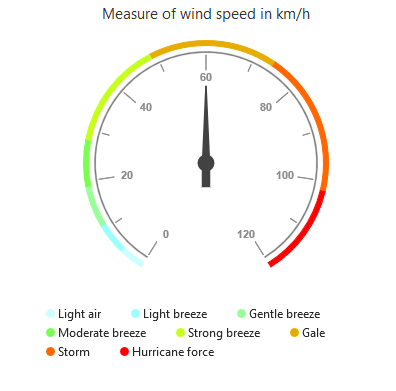 Measure of wind speed in km/h
60
40
80
20
100
0
120
Light air
Light breeze
Gentle breeze
Moderate breeze
Strong breeze
Gale
Storm
Hurricane force